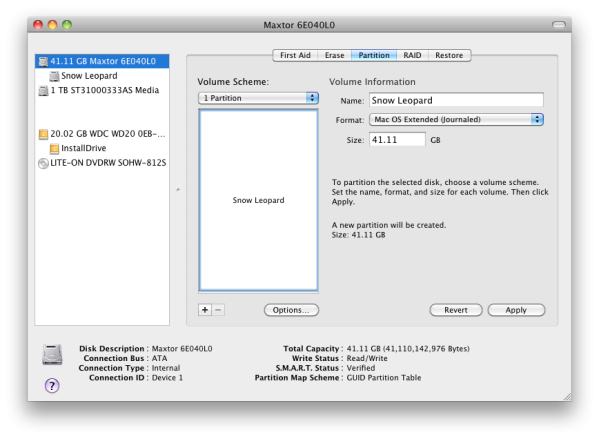 Maxtor 6E040L0
41.11 GB Maxtor 6E040L0
Snow Leopard
1 TB ST31000333AS Media
20.02 GB WDC WD20 0EB-...
InstallDrive
LITE-ON DVDRW SOHW-812S
First Aid Erase Partition RAID Restore
Volume Scheme:
1 Partition
Snow Leopard
+ − Options...
Volume Information
Name: Snow Leopard
Format: Mac OS Extended (Journaled)
Size: 41.11 GB
To partition the selected disk, choose a volume scheme.
Set the name, format, and size for each volume. Then click
Apply.
A new partition will be created.
Size: 41.11 GB
Revert Apply
Disk Description : Maxtor 6E040L0
Connection Bus : ATA
Connection Type : Internal
Connection ID : Device 1
Total Capacity : 41.11 GB (41,110,142,976 Bytes)
Write Status : Read/Write
S.M.A.R.T. Status : Verified
Partition Map Scheme : GUID Partition Table
?